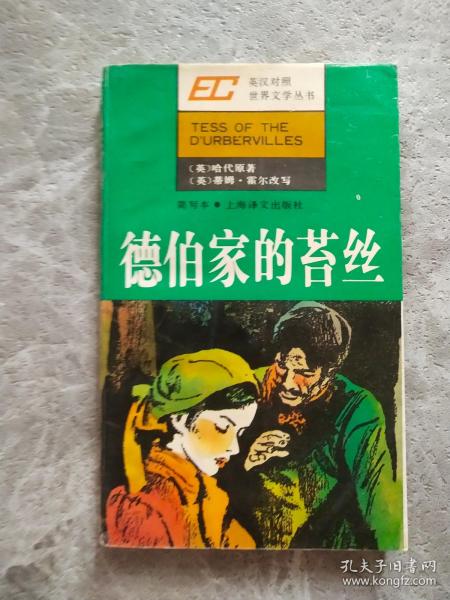 EC
英汉对照
世界文学丛书
TESS OF THE
D'URBERVILLES
〔英〕哈代原著
〔英〕蒂姆·霍尔改写
简写本●上海译文出版社
德伯家的苔丝
孔夫子旧书网
www.kongfz.com